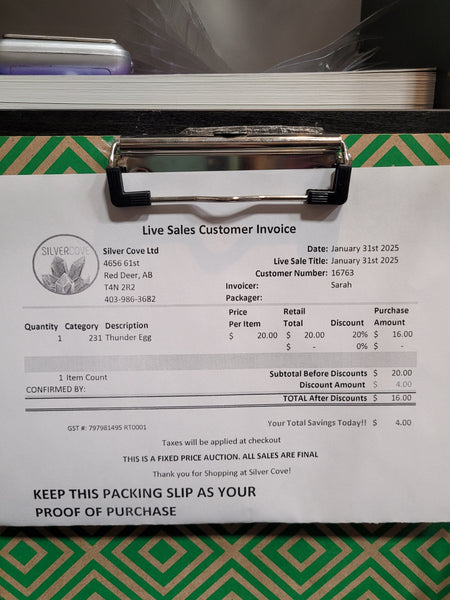 Live Sales Customer Invoice
SILVERCOVE
Silver Cove Ltd
4656 61st
Red Deer, AB
T4N 2R2
403-986-3682
Date: January 31st 2025
Live Sale Title: January 31st 2025
Customer Number: 16763
Invoicer: Sarah
Packager:
Quantity Category Description Price Per Item Retail Total Discount Purchase Amount
1 231 Thunder Egg $ 20.00 $ 20.00 20% $ 16.00
$ - 0% $ -
1 Item Count
CONFIRMED BY:
Subtotal Before Discounts $ 20.00
Discount Amount $ 4.00
TOTAL After Discounts $ 16.00
GST #: 797981495 RT0001
Your Total Savings Today!! $ 4.00
Taxes will be applied at checkout
THIS IS A FIXED PRICE AUCTION. ALL SALES ARE FINAL
Thank you for Shopping at Silver Cove!
KEEP THIS PACKING SLIP AS YOUR
PROOF OF PURCHASE